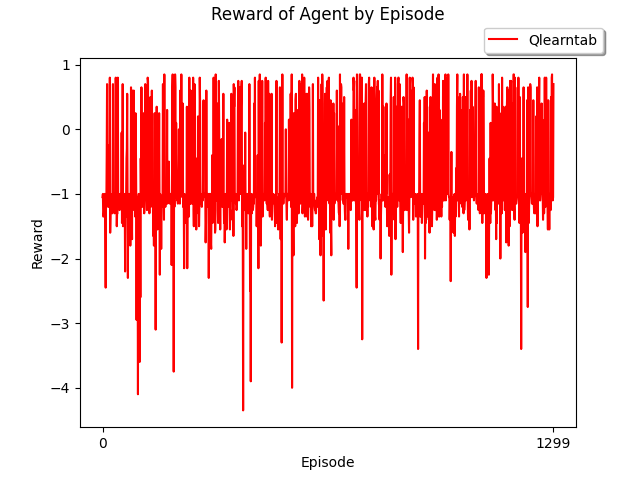 Reward of Agent by Episode
Qlearntab
1
0
−1
−2
−3
−4
Reward
0
1299
Episode